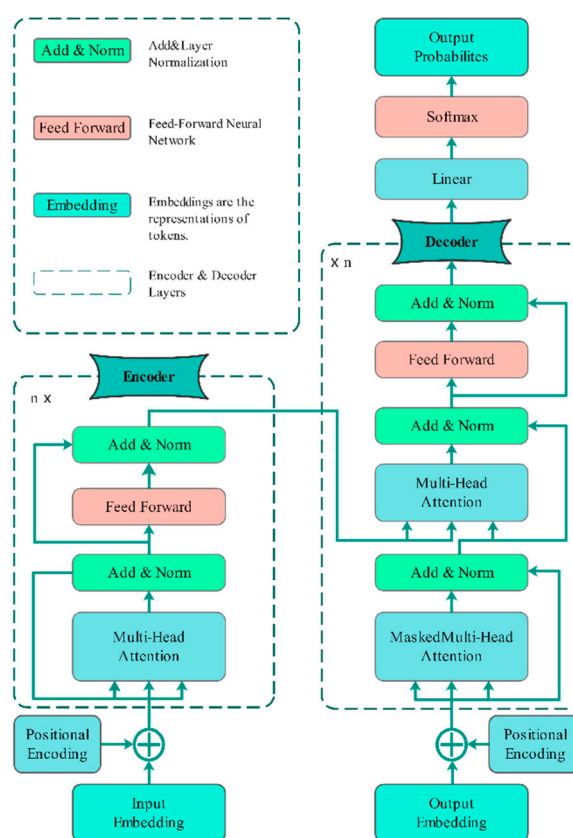 Add & Norm
Add&Layer
Normalization
Feed Forward
Feed-Forward Neural
Network
Embedding
Embeddings are the
representations of
tokens.
Encoder & Decoder
Layers
Output
Probabilites
Softmax
Linear
Decoder
x n
Add & Norm
Feed Forward
Add & Norm
Multi-Head
Attention
Add & Norm
MaskedMulti-Head
Attention
Positional
Encoding
Output
Embedding
Encoder
n x
Add & Norm
Feed Forward
Add & Norm
Multi-Head
Attention
Positional
Encoding
Input
Embedding